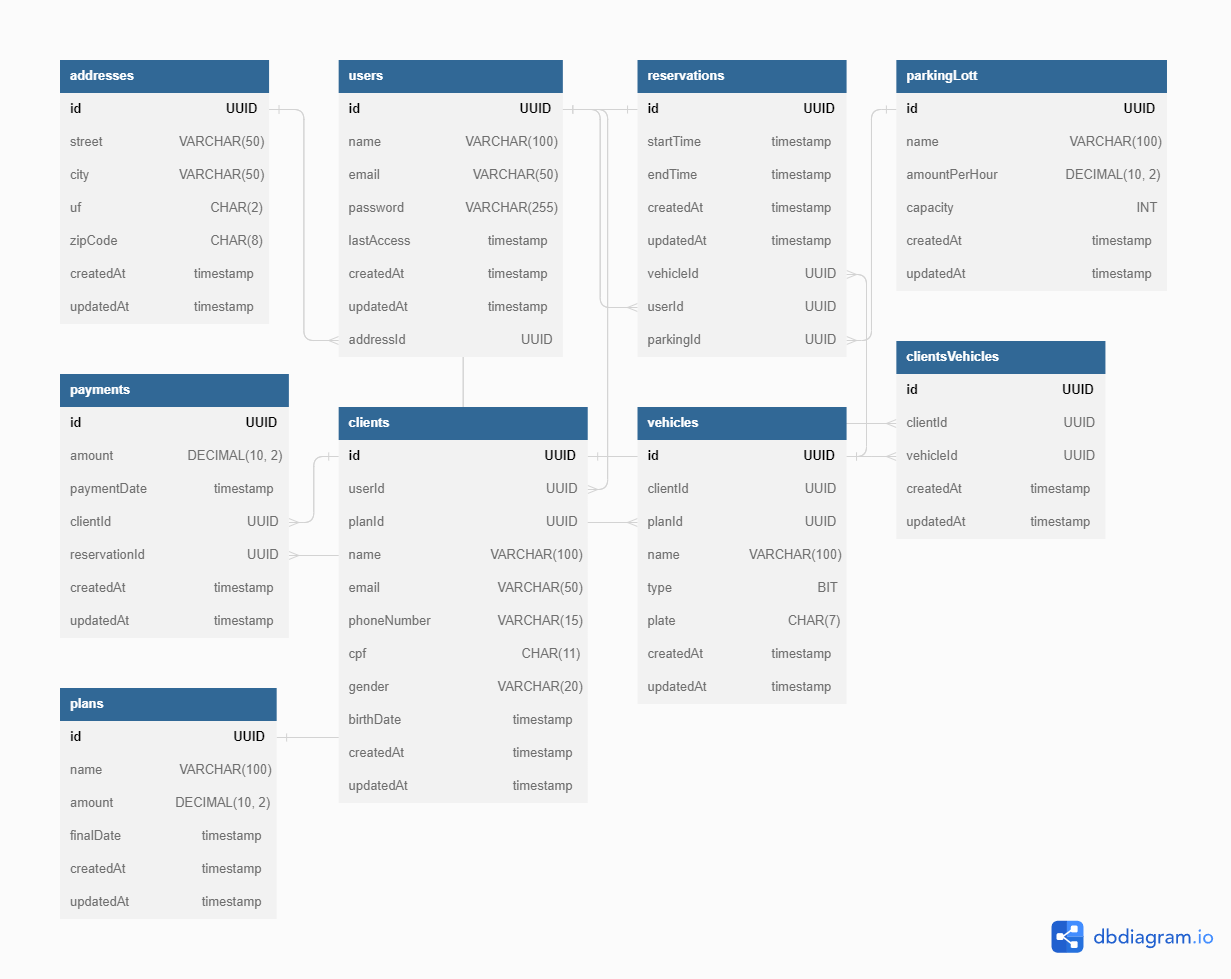 addresses
id UUID
street VARCHAR(50)
city VARCHAR(50)
uf CHAR(2)
zipCode CHAR(8)
createdAt timestamp
updatedAt timestamp
users
id UUID
name VARCHAR(100)
email VARCHAR(50)
password VARCHAR(255)
lastAccess timestamp
createdAt timestamp
updatedAt timestamp
addressId UUID
reservations
id UUID
startTime timestamp
endTime timestamp
createdAt timestamp
updatedAt timestamp
vehicleId UUID
userId UUID
parkingId UUID
parkingLott
id UUID
name VARCHAR(100)
amountPerHour DECIMAL(10, 2)
capacity INT
createdAt timestamp
updatedAt timestamp
clientsVehicles
id UUID
clientId UUID
vehicleId UUID
createdAt timestamp
updatedAt timestamp
payments
id UUID
amount DECIMAL(10, 2)
paymentDate timestamp
clientId UUID
reservationId UUID
createdAt timestamp
updatedAt timestamp
clients
id UUID
userId UUID
planId UUID
name VARCHAR(100)
email VARCHAR(50)
phoneNumber VARCHAR(15)
cpf CHAR(11)
gender VARCHAR(20)
birthDate timestamp
createdAt timestamp
updatedAt timestamp
vehicles
id UUID
clientId UUID
planId UUID
name VARCHAR(100)
type BIT
plate CHAR(7)
createdAt timestamp
updatedAt timestamp
plans
id UUID
name VARCHAR(100)
amount DECIMAL(10, 2)
finalDate timestamp
createdAt timestamp
updatedAt timestamp
dbdiagram.io